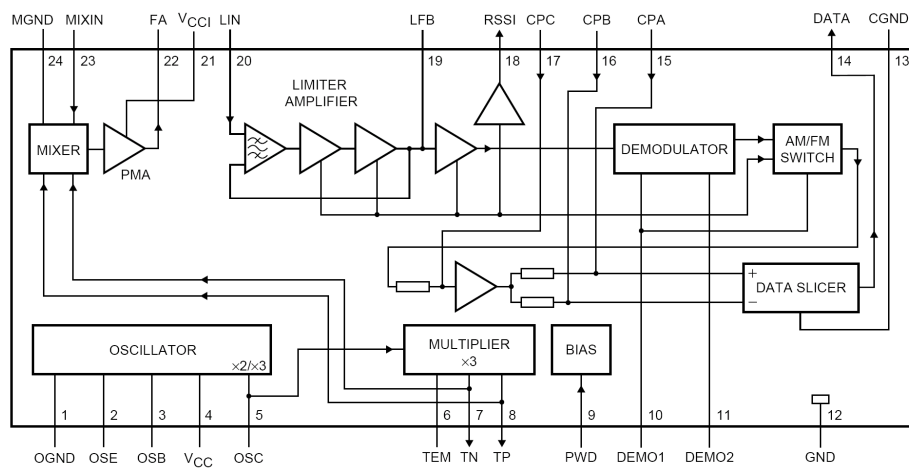 MGND MIXIN FA VCCI LIN LFB RSSI CPC CPB CPA DATA CGND
24 23 22 21 20 19 18 17 16 15 14 13
LIMITER
AMPLIFIER
MIXER
PMA
DEMODULATOR
AM/FM
SWITCH
+
−
DATA SLICER
OSCILLATOR
×2/×3
MULTIPLIER
×3
BIAS
1 2 3 4 5 6 7 8 9 10 11 12
OGND OSE OSB VCC OSC TEM TN TP PWD DEMO1 DEMO2 GND